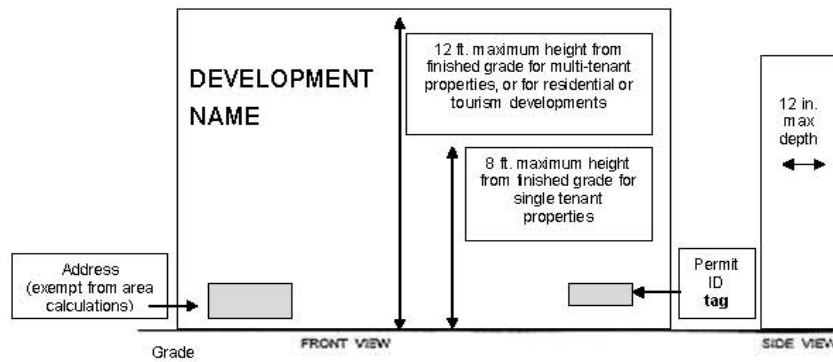 DEVELOPMENT
NAME
12 ft. maximum height from
finished grade for multi-tenant
properties, or for residential or
tourism developments
8 ft. maximum height
from finished grade for
single tenant
properties
12 in.
max
depth
Address
(exempt from area
calculations)
Permit
ID
tag
Grade
FRONT VIEW
SIDE VIEW